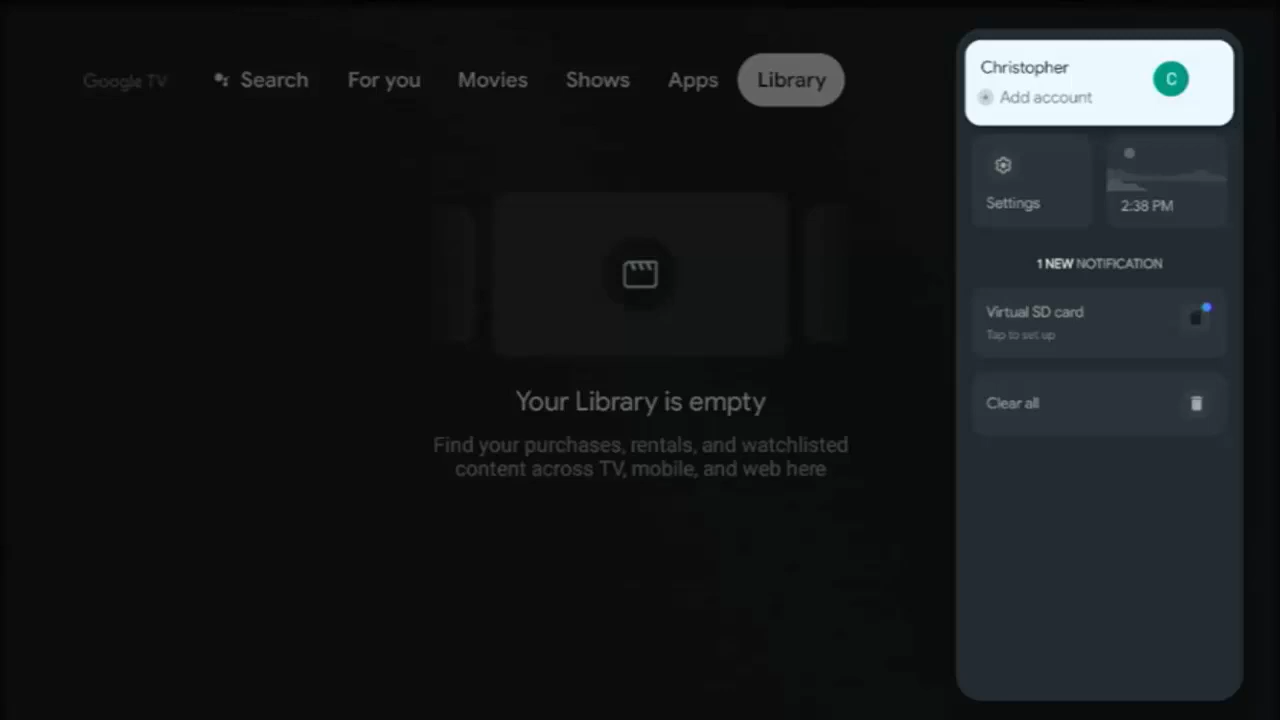 Google TV
Search
For you
Movies
Shows
Apps
Library
Your Library is empty
Find your purchases, rentals, and watchlisted
content across TV, mobile, and web here
Christopher
C
Add account
Settings
2:38 PM
1 NEW NOTIFICATION
Virtual SD card
Tap to set up
Clear all